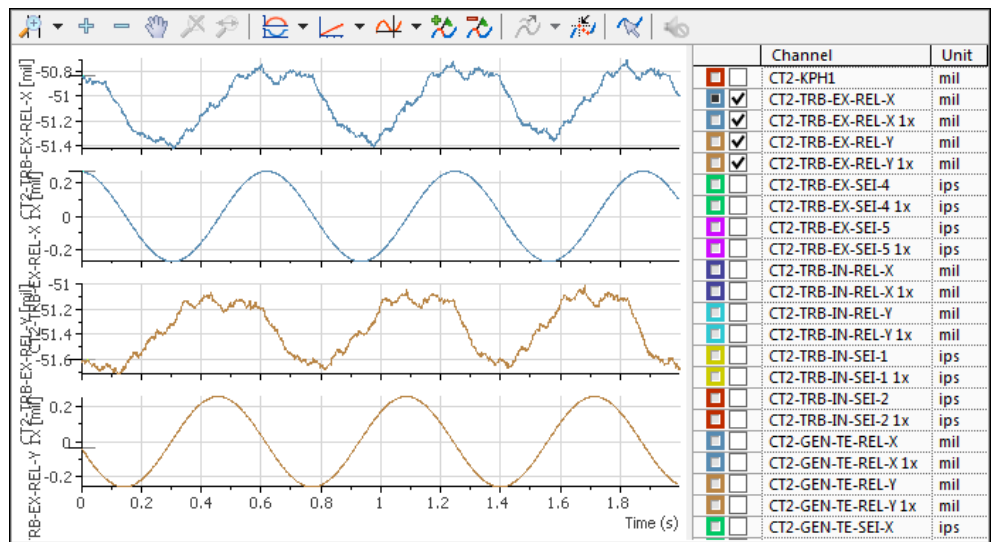 Channel Unit
CT2-KPH1 mil
CT2-TRB-EX-REL-X mil
CT2-TRB-EX-REL-X 1x mil
CT2-TRB-EX-REL-Y mil
CT2-TRB-EX-REL-Y 1x mil
CT2-TRB-EX-SEI-4 ips
CT2-TRB-EX-SEI-4 1x ips
CT2-TRB-EX-SEI-5 ips
CT2-TRB-EX-SEI-5 1x ips
CT2-TRB-IN-REL-X mil
CT2-TRB-IN-REL-X 1x mil
CT2-TRB-IN-REL-Y mil
CT2-TRB-IN-REL-Y 1x mil
CT2-TRB-IN-SEI-1 ips
CT2-TRB-IN-SEI-1 1x ips
CT2-TRB-IN-SEI-2 ips
CT2-TRB-IN-SEI-2 1x ips
CT2-GEN-TE-REL-X mil
CT2-GEN-TE-REL-X 1x mil
CT2-GEN-TE-REL-Y mil
CT2-GEN-TE-REL-Y 1x mil
CT2-GEN-TE-SEI-X ips
CT2-TRB-EX-REL-X [mil]
-50.8
-51
-51.2
-51.4
CT2-TRB-EX-REL-X 1X [mil]
0.2
0
-0.2
CT2-TRB-EX-REL-Y [mil]
-51
-51.2
-51.4
-51.6
TRB-EX-REL-Y 1X [mil]
0.2
0
-0.2
0 0.2 0.4 0.6 0.8 1 1.2 1.4 1.6 1.8
Time (s)